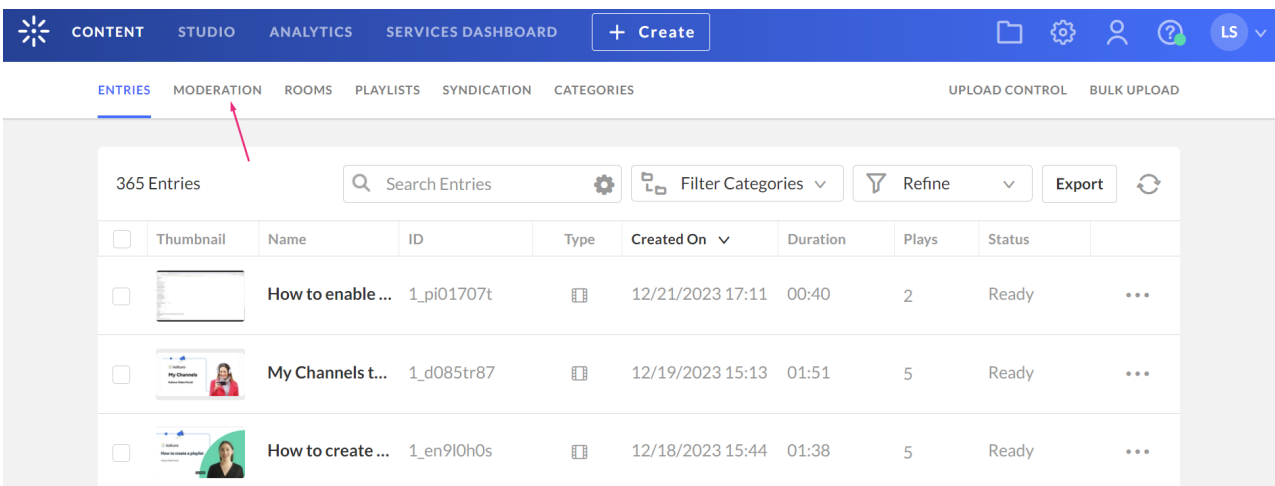 CONTENT STUDIO ANALYTICS SERVICES DASHBOARD + Create LS
ENTRIES MODERATION ROOMS PLAYLISTS SYNDICATION CATEGORIES UPLOAD CONTROL BULK UPLOAD
365 Entries Search Entries Filter Categories Refine Export
Thumbnail Name ID Type Created On Duration Plays Status
How to enable ... 1_pi01707t 12/21/2023 17:11 00:40 2 Ready
My Channels
My Channels t... 1_d085tr87 12/19/2023 15:13 01:51 5 Ready
How to create a playlist
How to create ... 1_en9l0h0s 12/18/2023 15:44 01:38 5 Ready